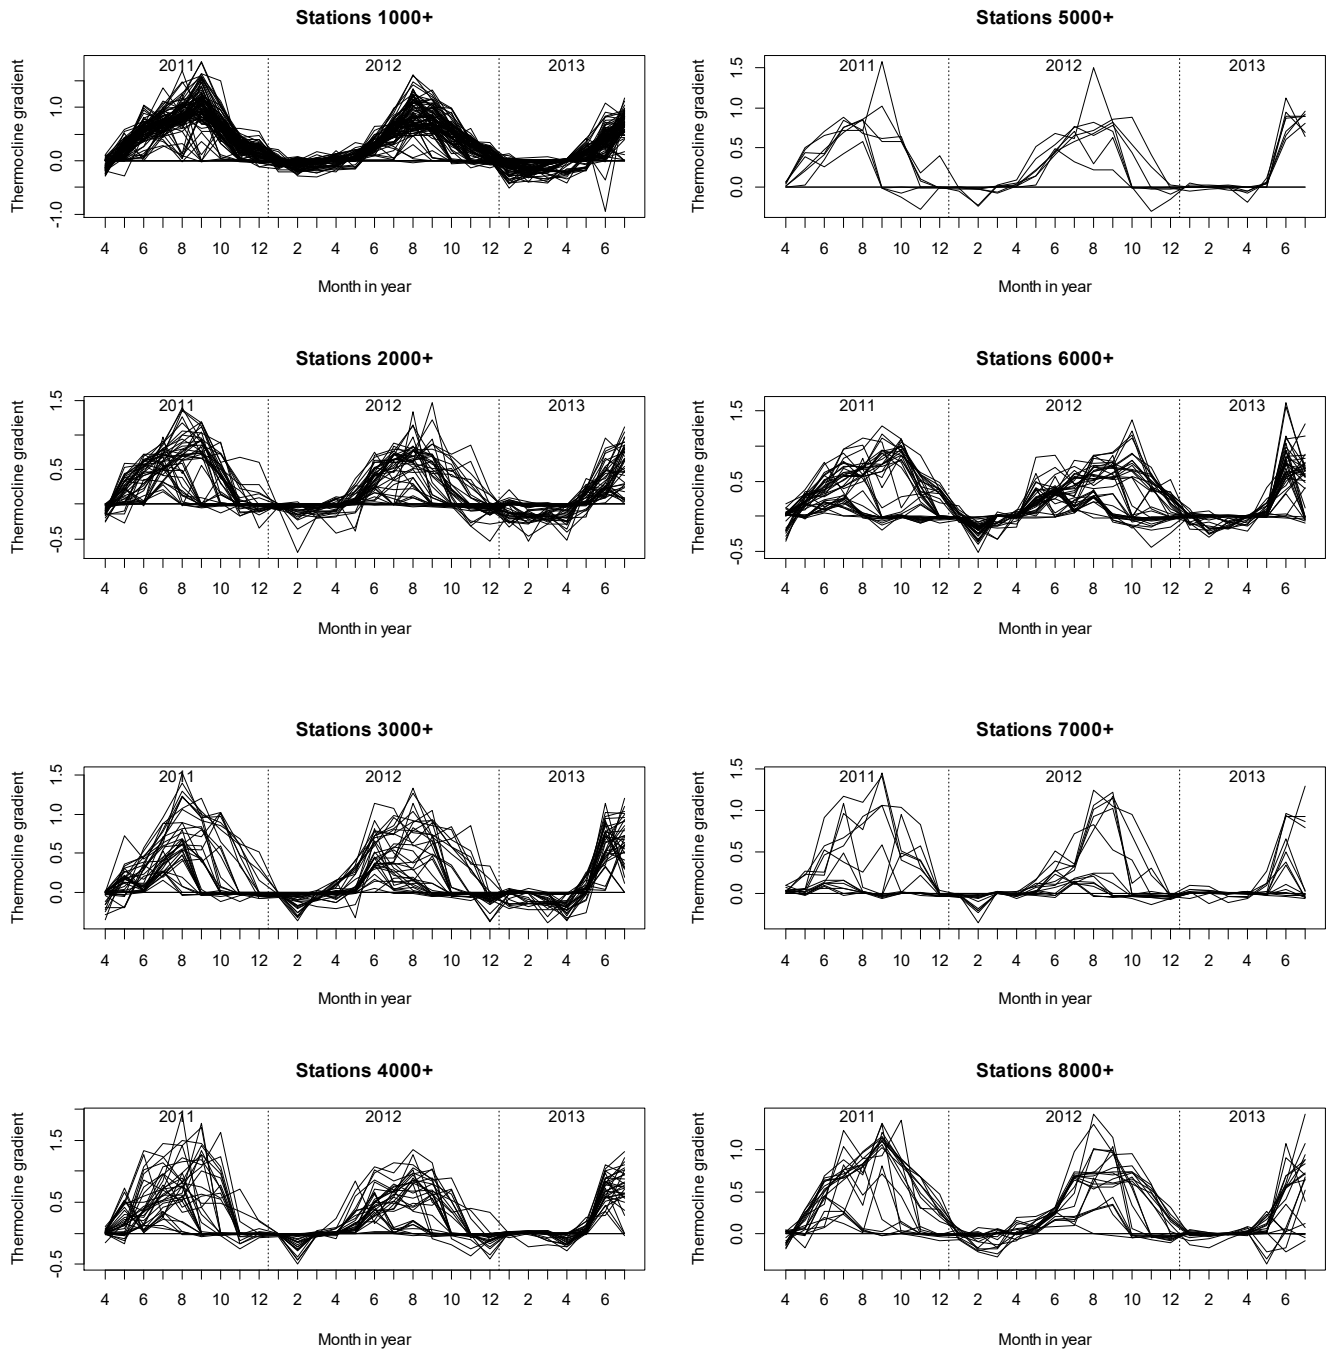 Stations 1000+
Thermocline gradient
1.0
0.0
-1.0
2011 2012 2013
4 6 8 10 12 2 4 6 8 10 12 2 4 6
Month in year
Stations 5000+
Thermocline gradient
1.5
1.0
0.5
0.0
2011 2012 2013
4 6 8 10 12 2 4 6 8 10 12 2 4 6
Month in year
Stations 2000+
Thermocline gradient
1.5
0.5
-0.5
2011 2012 2013
4 6 8 10 12 2 4 6 8 10 12 2 4 6
Month in year
Stations 6000+
Thermocline gradient
1.5
0.5
-0.5
2011 2012 2013
4 6 8 10 12 2 4 6 8 10 12 2 4 6
Month in year
Stations 3000+
Thermocline gradient
1.5
1.0
0.5
0.0
2011 2012 2013
4 6 8 10 12 2 4 6 8 10 12 2 4 6
Month in year
Stations 7000+
Thermocline gradient
1.5
1.0
0.5
0.0
2011 2012 2013
4 6 8 10 12 2 4 6 8 10 12 2 4 6
Month in year
Stations 4000+
Thermocline gradient
1.5
0.5
-0.5
2011 2012 2013
4 6 8 10 12 2 4 6 8 10 12 2 4 6
Month in year
Stations 8000+
Thermocline gradient
1.0
0.5
0.0
2011 2012 2013
4 6 8 10 12 2 4 6 8 10 12 2 4 6
Month in year